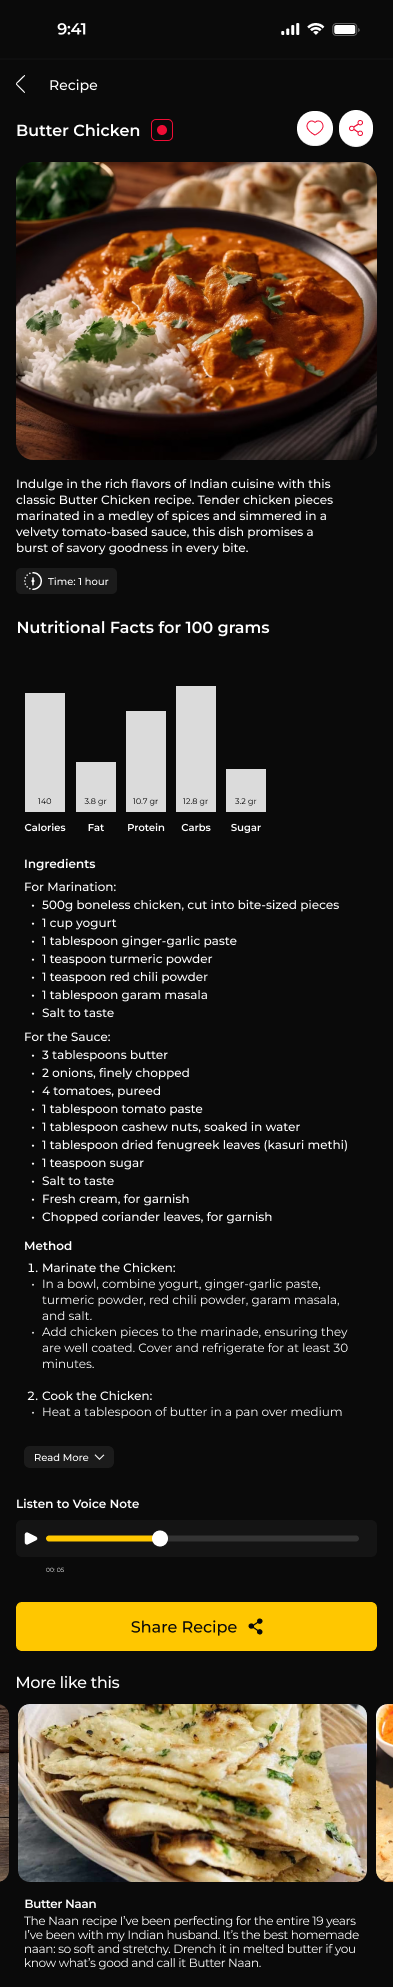 9:41
Recipe
Butter Chicken
Indulge in the rich flavors of Indian cuisine with this
classic Butter Chicken recipe. Tender chicken pieces
marinated in a medley of spices and simmered in a
velvety tomato-based sauce, this dish promises a
burst of savory goodness in every bite.
Time: 1 hour
Nutritional Facts for 100 grams
140 3.8 gr 10.7 gr 12.8 gr 3.2 gr
Calories Fat Protein Carbs Sugar
Ingredients
For Marination:
• 500g boneless chicken, cut into bite-sized pieces
• 1 cup yogurt
• 1 tablespoon ginger-garlic paste
• 1 teaspoon turmeric powder
• 1 teaspoon red chili powder
• 1 tablespoon garam masala
• Salt to taste
For the Sauce:
• 3 tablespoons butter
• 2 onions, finely chopped
• 4 tomatoes, pureed
• 1 tablespoon tomato paste
• 1 tablespoon cashew nuts, soaked in water
• 1 tablespoon dried fenugreek leaves (kasuri methi)
• 1 teaspoon sugar
• Salt to taste
• Fresh cream, for garnish
• Chopped coriander leaves, for garnish
Method
1. Marinate the Chicken:
• In a bowl, combine yogurt, ginger-garlic paste,
turmeric powder, red chili powder, garam masala,
and salt.
• Add chicken pieces to the marinade, ensuring they
are well coated. Cover and refrigerate for at least 30
minutes.
2. Cook the Chicken:
• Heat a tablespoon of butter in a pan over medium
Read More
Listen to Voice Note
00: 05
Share Recipe
More like this
Butter Naan
The Naan recipe I've been perfecting for the entire 19 years
I've been with my Indian husband. It's the best homemade
naan: so soft and stretchy. Drench it in melted butter if you
know what's good and call it Butter Naan.